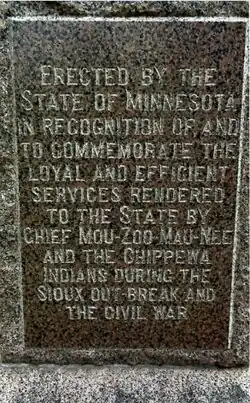 ERECTED BY THE
STATE OF MINNESOTA
IN RECOGNITION OF, AND
TO COMMEMORATE THE
LOYAL AND EFFICIENT
SERVICES RENDERED
TO THE STATE BY
CHIEF MOU-ZOO-MAU-NEE
AND THE CHIPPEWA
INDIANS DURING THE
SIOUX OUT-BREAK AND
THE CIVIL WAR